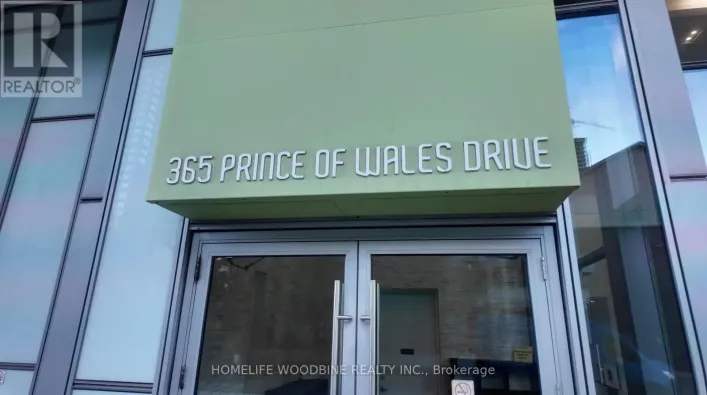 R
REALTOR®
365 PRINCE OF WALES DRIVE
HOMELIFE WOODBINE REALTY INC., Brokerage